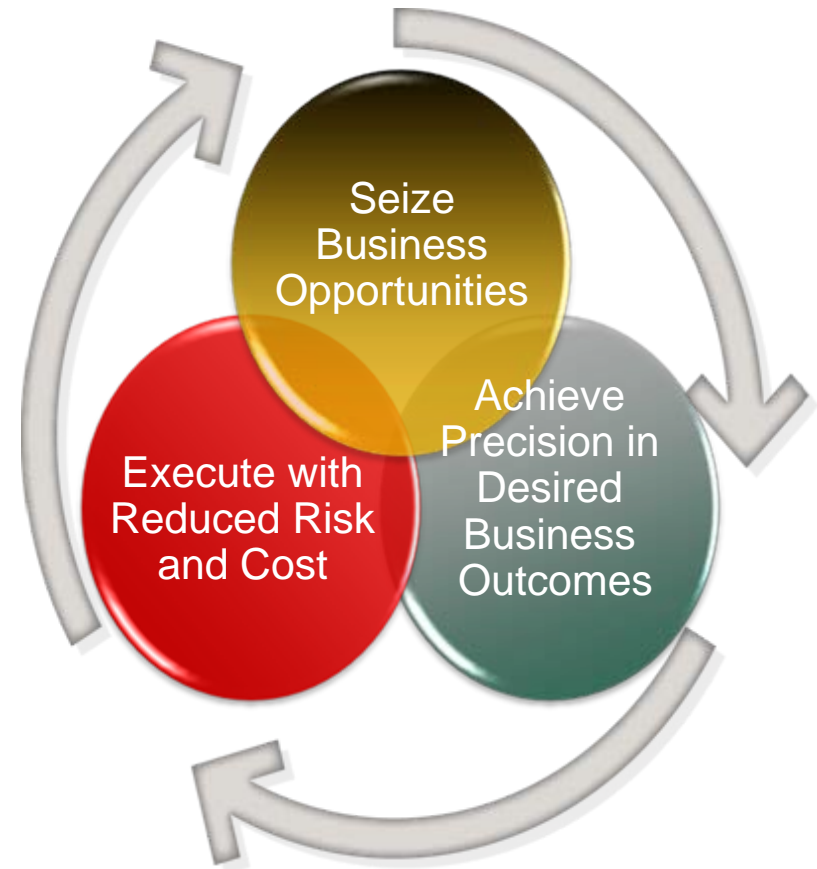 Seize
Business
Opportunities
Achieve
Precision in
Desired
Business
Outcomes
Execute with
Reduced Risk
and Cost